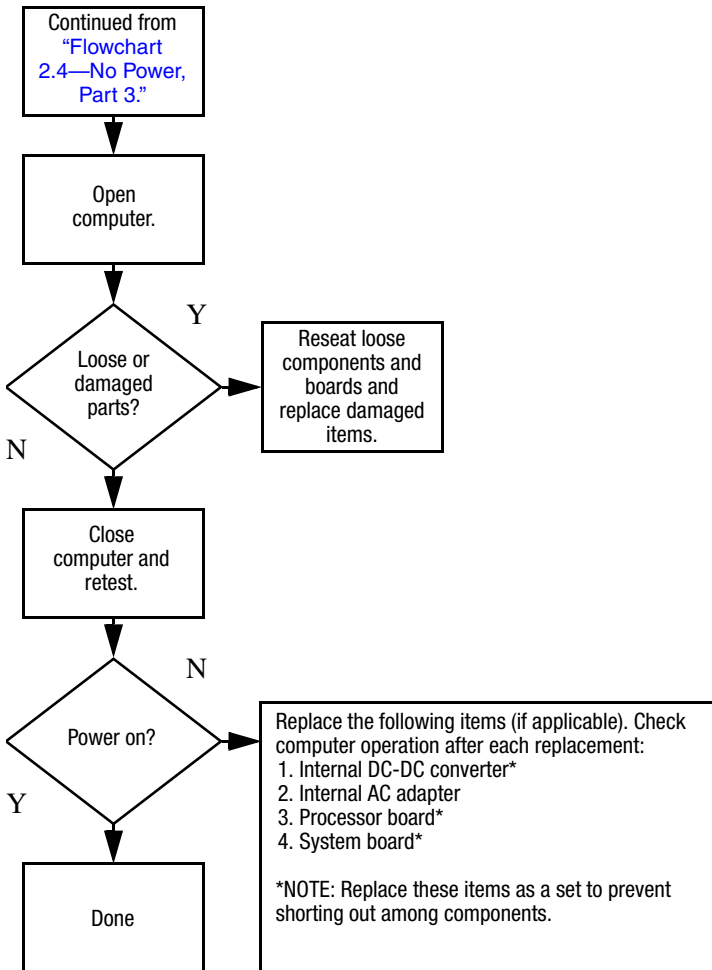 Continued from
“Flowchart
2.4—No Power,
Part 3.”
Open
computer.
Y
Loose or
damaged
parts?
Reseat loose
components and
boards and
replace damaged
items.
N
Close
computer and
retest.
N
Power on?
Replace the following items (if applicable). Check
computer operation after each replacement:
1. Internal DC-DC converter*
2. Internal AC adapter
3. Processor board*
4. System board*
*NOTE: Replace these items as a set to prevent
shorting out among components.
Y
Done